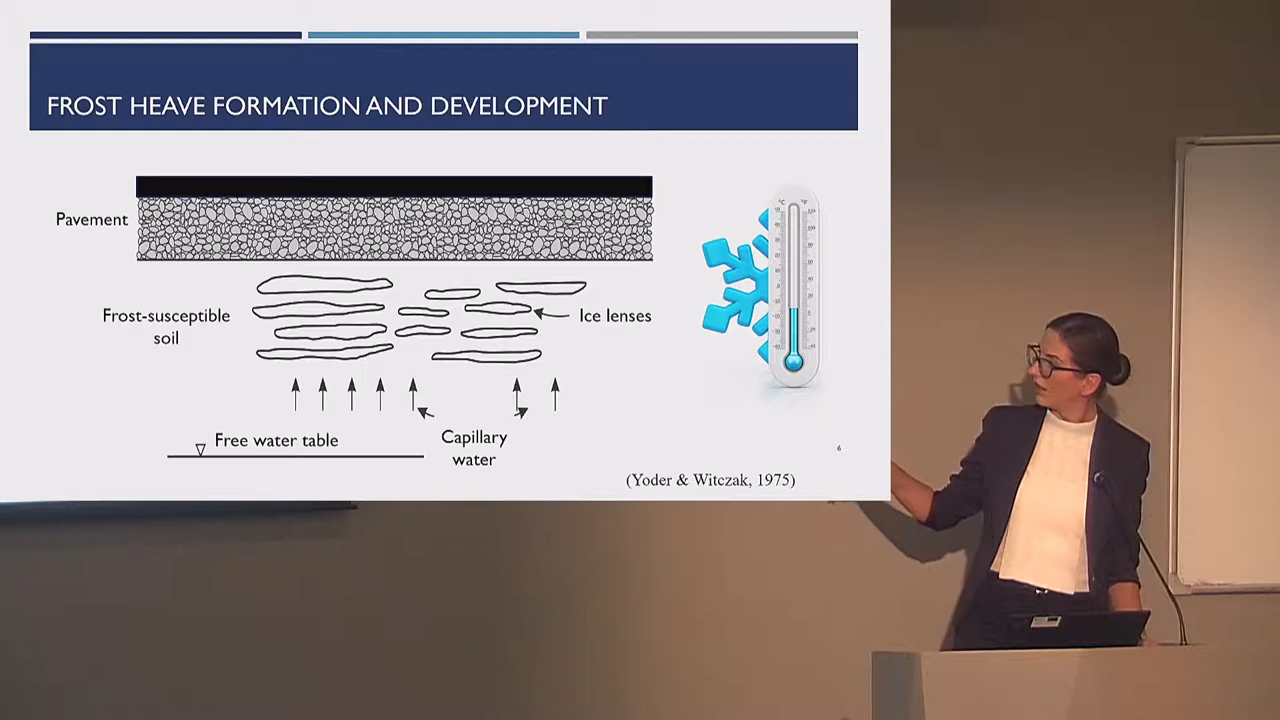 FROST HEAVE FORMATION AND DEVELOPMENT
Pavement
Frost-susceptible
soil
Ice lenses
Free water table
Capillary
water
(Yoder & Witczak, 1975)
6
°C
°F